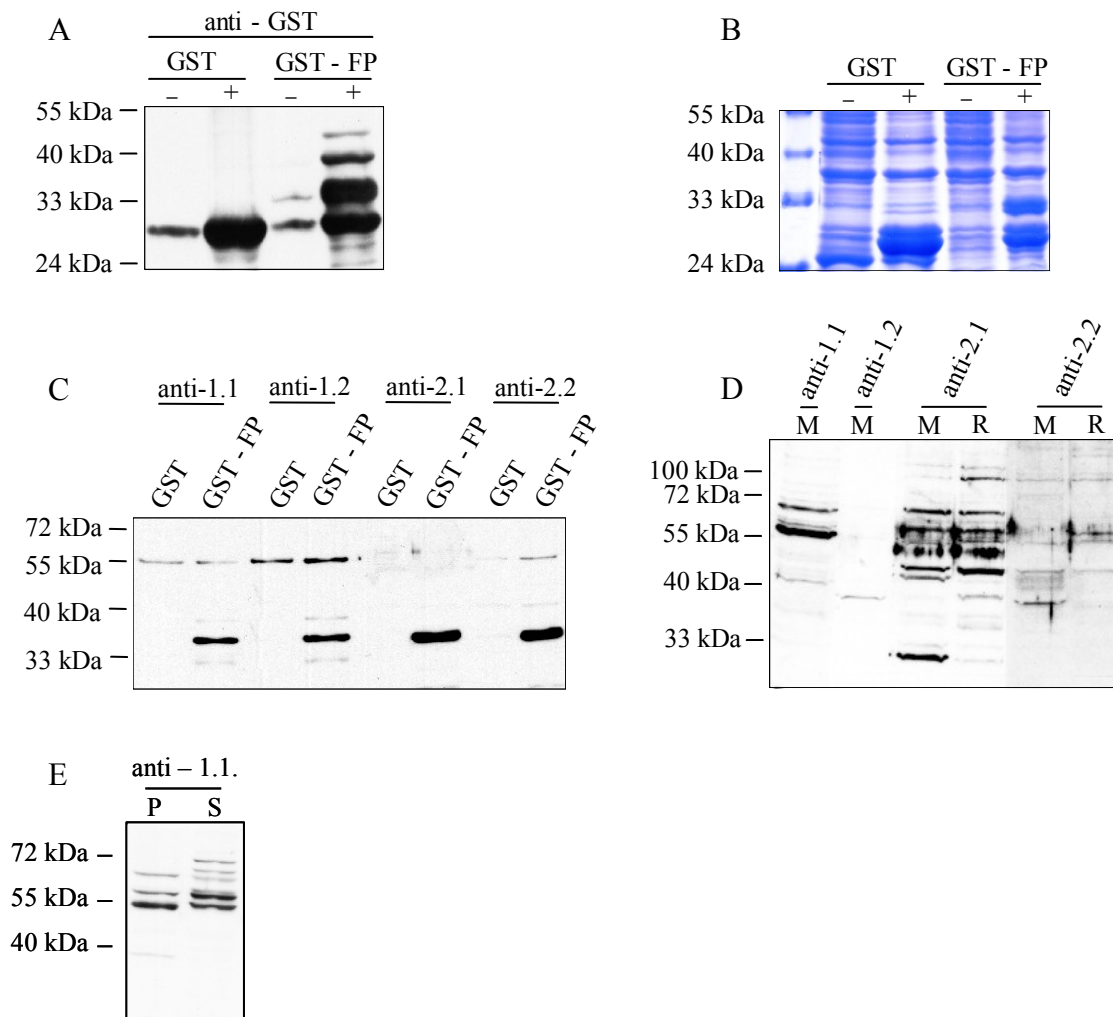 A
anti - GST
GST GST - FP
– + – +
55 kDa –
40 kDa –
33 kDa –
24 kDa –
B
GST GST - FP
– + – +
55 kDa
40 kDa
33 kDa
24 kDa
C
anti-1.1 anti-1.2 anti-2.1 anti-2.2
GST GST - FP GST GST - FP GST GST - FP GST GST - FP
72 kDa –
55 kDa –
40 kDa –
33 kDa –
D
anti-1.1 anti-1.2 anti-2.1 anti-2.2
M M M R M R
100 kDa –
72 kDa –
55 kDa –
40 kDa –
33 kDa –
E
anti – 1.1.
P S
72 kDa –
55 kDa –
40 kDa –